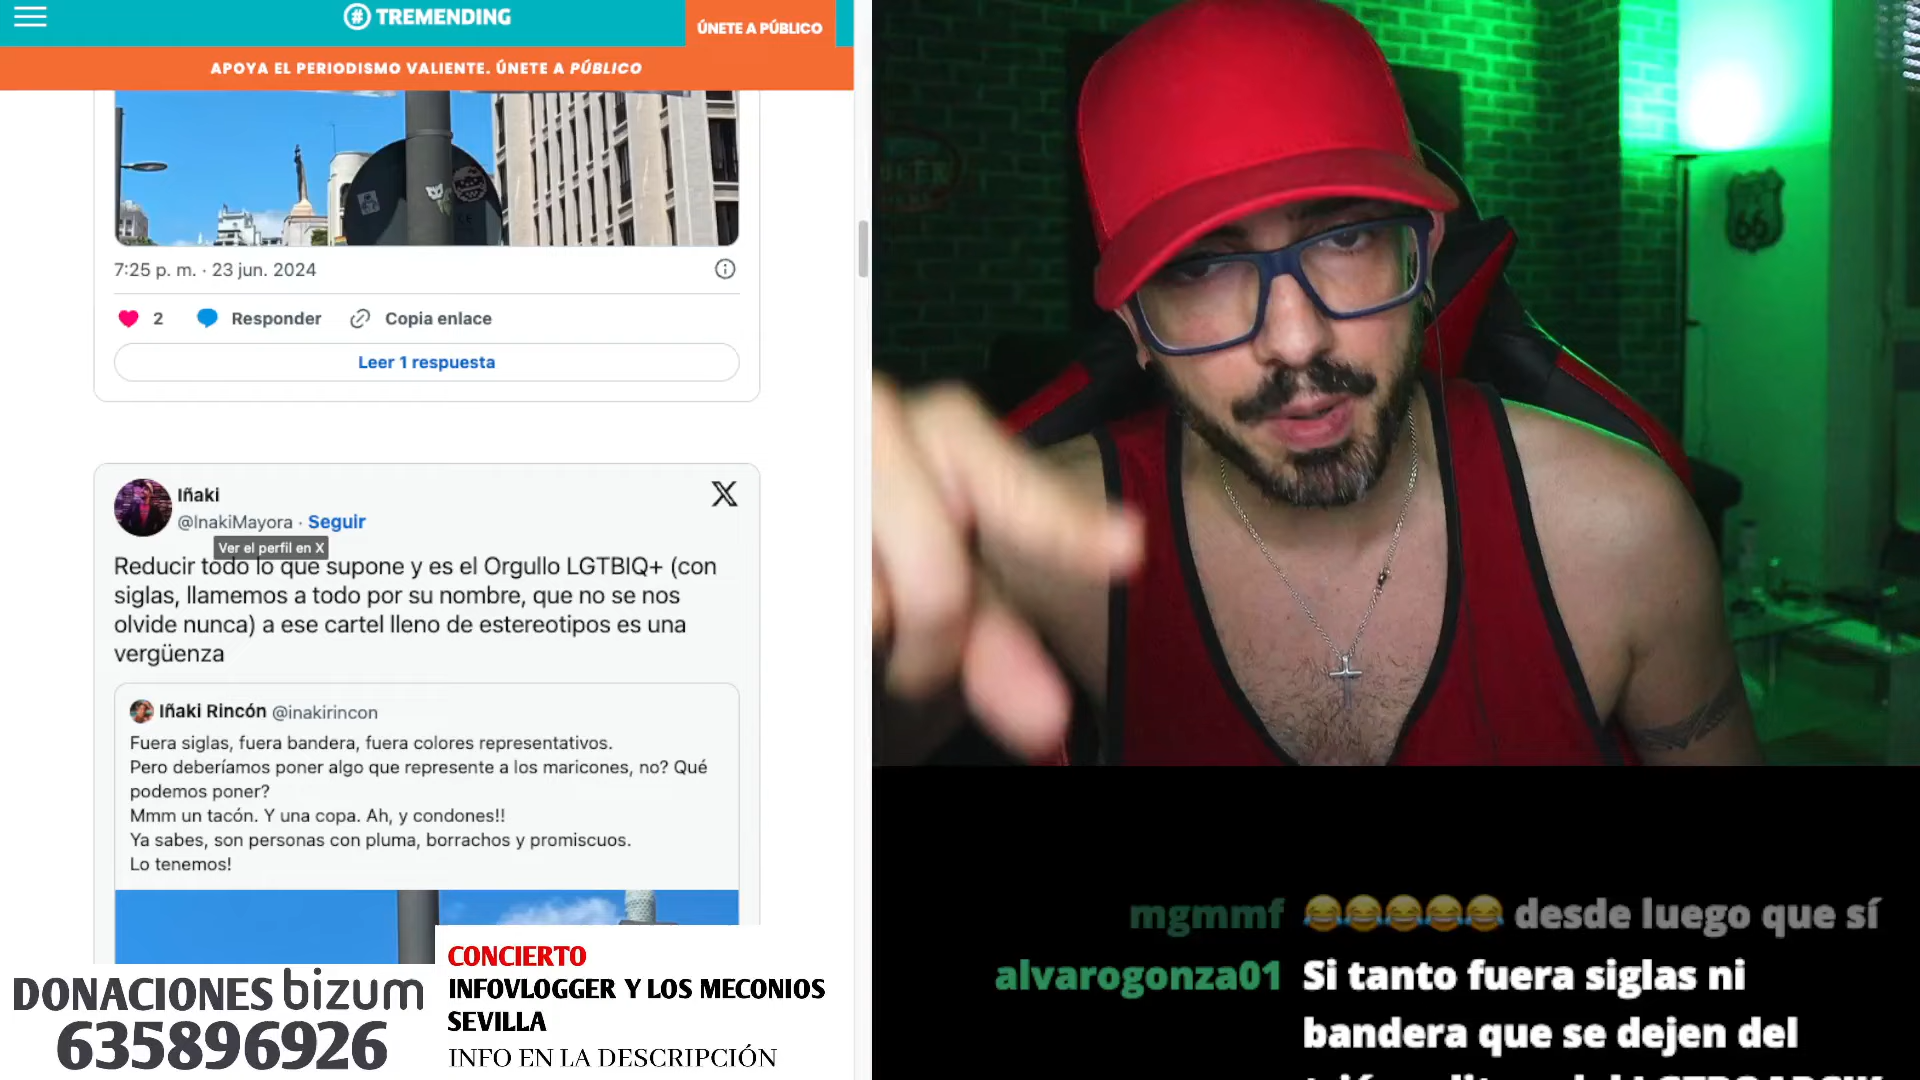 # TREMENDING
ÚNETE A PÚBLICO
APOYA EL PERIODISMO VALIENTE. ÚNETE A PÚBLICO
7:25 p. m. · 23 jun. 2024
2 Responder Copia enlace
Leer 1 respuesta
Iñaki
@InakiMayora · Seguir
Ver el perfil en X
Reducir todo lo que supone y es el Orgullo LGTBIQ+ (con
siglas, llamemos a todo por su nombre, que no se nos
olvide nunca) a ese cartel lleno de estereotipos es una
vergüenza
Iñaki Rincón @inakirincon
Fuera siglas, fuera bandera, fuera colores representativos.
Pero deberíamos poner algo que represente a los maricones, no? Qué
podemos poner?
Mmm un tacón. Y una copa. Ah, y condones!!
Ya sabes, son personas con pluma, borrachos y promiscuos.
Lo tenemos!
DONACIONES bizum
635896926
CONCIERTO
INFOVLOGGER Y LOS MECONIOS
SEVILLA
INFO EN LA DESCRIPCIÓN
66
mgmmf 😂😂😂😂😂 desde luego que sí
alvarogonza01 Si tanto fuera siglas ni
bandera que se dejen del